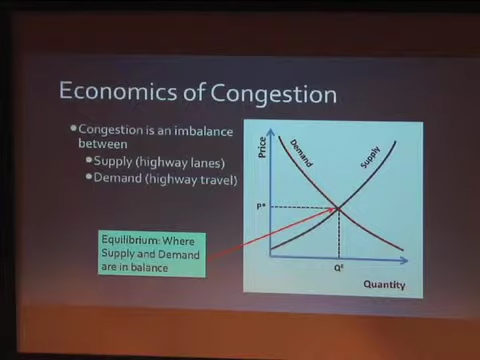 Economics of Congestion
•Congestion is an imbalance
between
•Supply (highway lanes)
•Demand (highway travel)
Equilibrium: Where
Supply and Demand
are in balance
Price
Demand
Supply
P*
Quantity